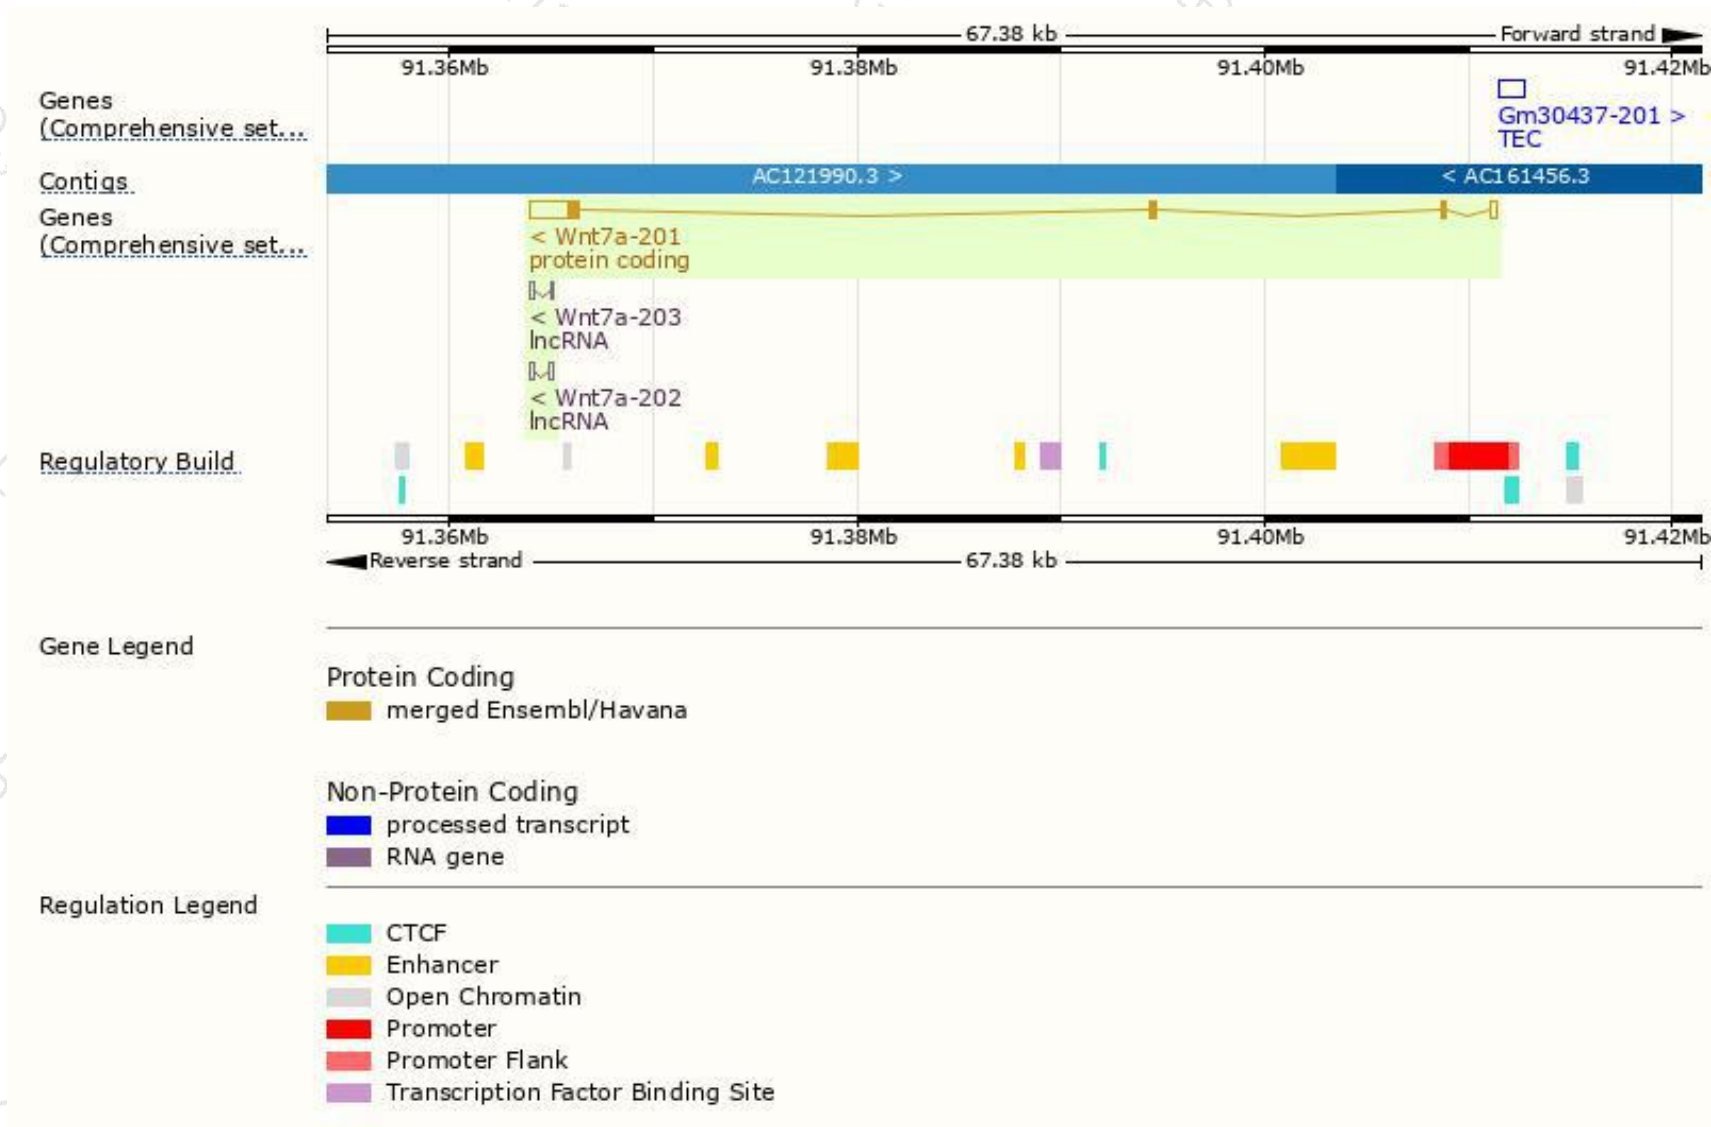 67.38 kb
Forward strand
91.36Mb 91.38Mb 91.40Mb 91.42Mb
Genes
(Comprehensive set...
Gm30437-201 >
TEC
Contigs
AC121990.3 >
< AC161456.3
Genes
(Comprehensive set...
< Wnt7a-201
protein coding
< Wnt7a-203
lncRNA
< Wnt7a-202
lncRNA
Regulatory Build
91.36Mb 91.38Mb 91.40Mb 91.42Mb
Reverse strand
67.38 kb
Gene Legend
Protein Coding
merged Ensembl/Havana
Non-Protein Coding
processed transcript
RNA gene
Regulation Legend
CTCF
Enhancer
Open Chromatin
Promoter
Promoter Flank
Transcription Factor Binding Site